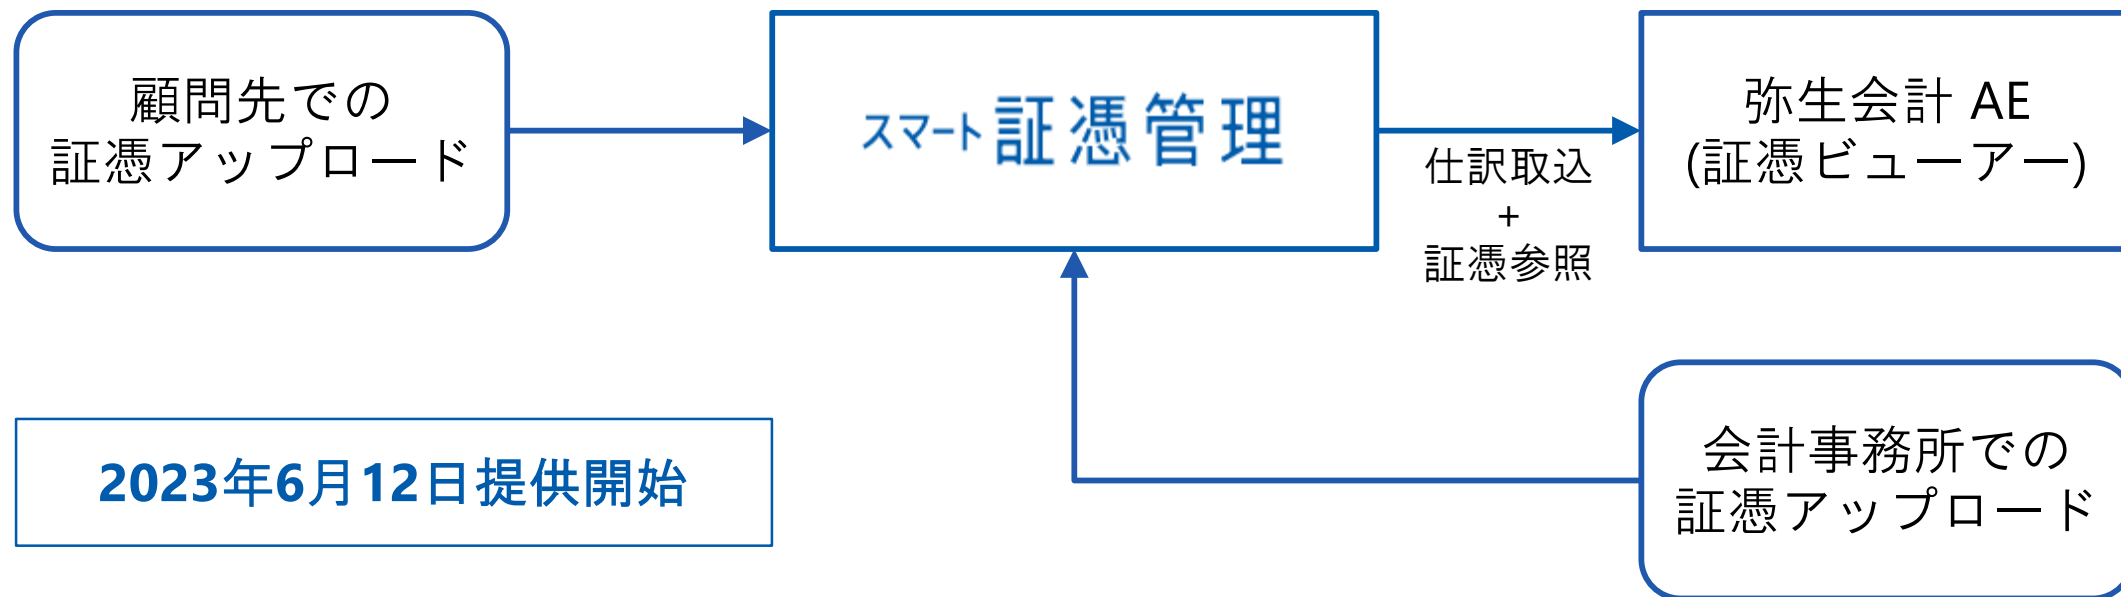 顧問先での
証憑アップロード
スマート証憑管理
仕訳取込
+
証憑参照
弥生会計 AE
(証憑ビューアー)
2023年6月12日提供開始
会計事務所での
証憑アップロード